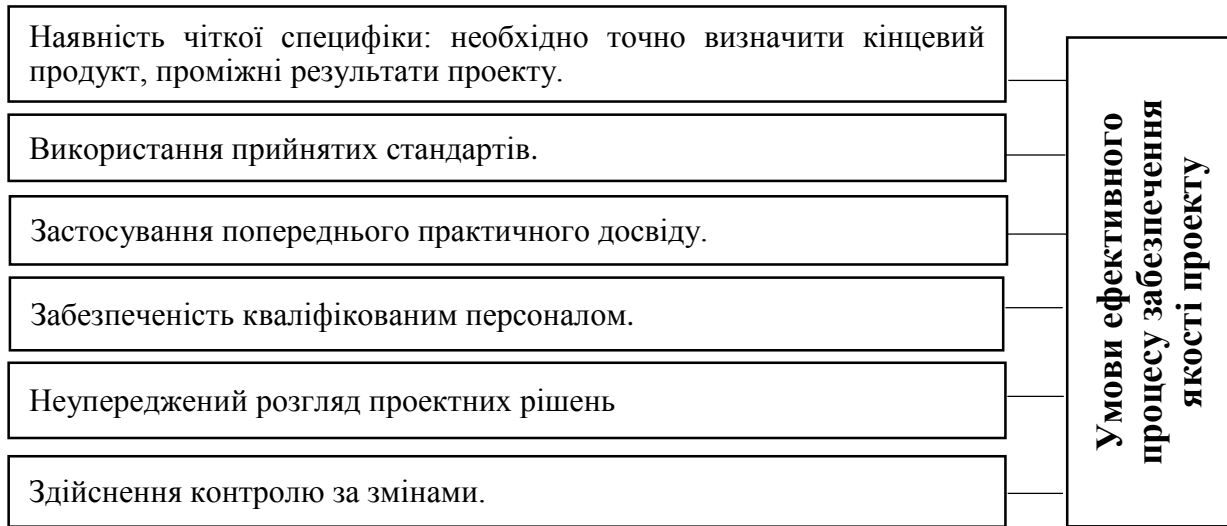 Наявність чіткої специфіки: необхідно точно визначити кінцевий
продукт, проміжні результати проекту.
Використання прийнятих стандартів.
Застосування попереднього практичного досвіду.
Забезпеченість кваліфікованим персоналом.
Неупереджений розгляд проектних рішень
Здійснення контролю за змінами.
Умови ефективного
процесу забезпечення
якості проекту